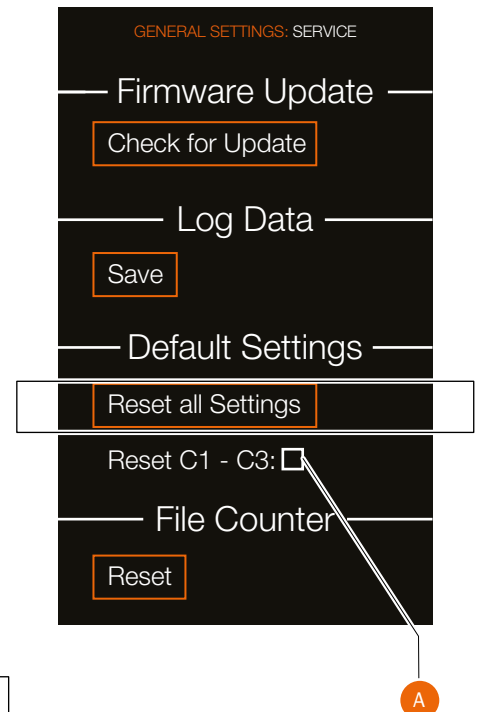 GENERAL SETTINGS: SERVICE
Firmware Update
Check for Update
Log Data
Save
Default Settings
Reset all Settings
Reset C1 - C3:
File Counter
Reset
A